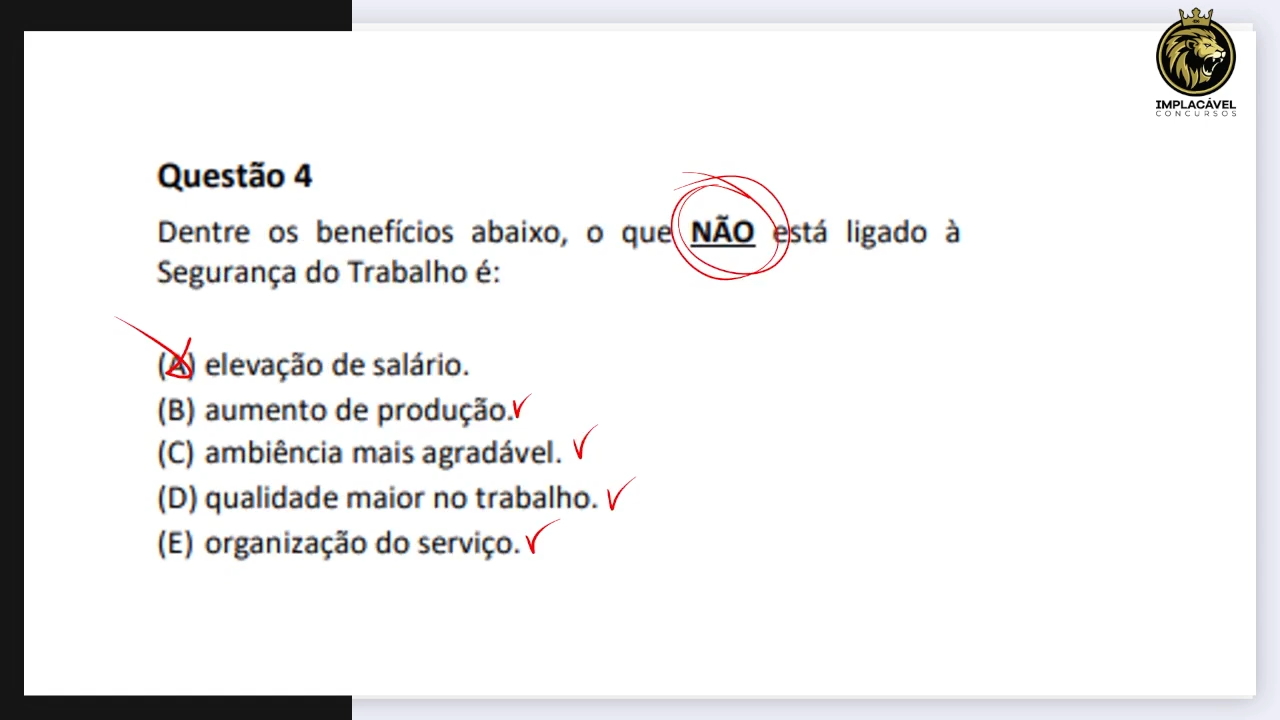 IMPLACÁVEL
CONCURSOS
Questão 4
Dentre os benefícios abaixo, o que NÃO está ligado à
Segurança do Trabalho é:
(A) elevação de salário.
(B) aumento de produção.
(C) ambiência mais agradável.
(D) qualidade maior no trabalho.
(E) organização do serviço.